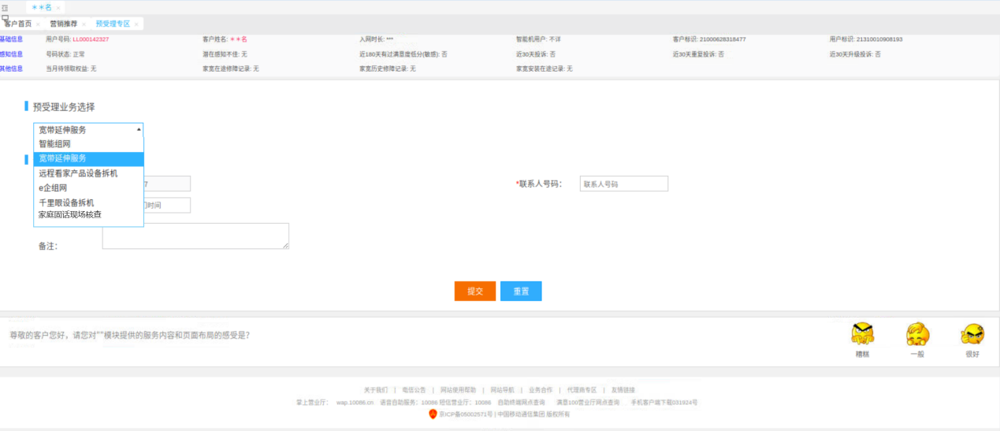 ＊＊名 ×
客户首页 × 营销推荐 × 预受理专区 ×
基础信息 用户号码: LL000142327 客户姓名: ＊＊名 入网时长: *** 智能机用户: 不详 客户标识: 21000628318477 用户标识: 21310010908193
感知信息 号码状态: 正常 潜在感知不佳: 无 近180天有过满意度低分(敏感): 否 近30天投诉: 否 近30天重复投诉: 否 近30天升级投诉: 否
其他信息 当月待领取权益: 无 家宽在途修障记录: 无 家宽历史修障记录: 无 家宽安装在途记录: 无
预受理业务选择
宽带延伸服务
智能组网
宽带延伸服务
远程看家产品设备拆机
e企组网
千里眼设备拆机
家庭固话现场核查
7 *联系人号码： 联系人号码
门时间
备注：
提交 重置
尊敬的客户您好，请您对""模块提供的服务内容和页面布局的感受是？
糟糕 一般 很好
关于我们 | 电信公告 | 网站使用帮助 | 网站导航 | 业务合作 | 代理商专区 | 友情链接
掌上营业厅： wap.10086.cn 语音自助服务：10086 短信营业厅：10086 自助终端网点查询 满意100营业厅网点查询 手机客户端下载031924号
京ICP备05002571号 | 中国移动通信集团 版权所有